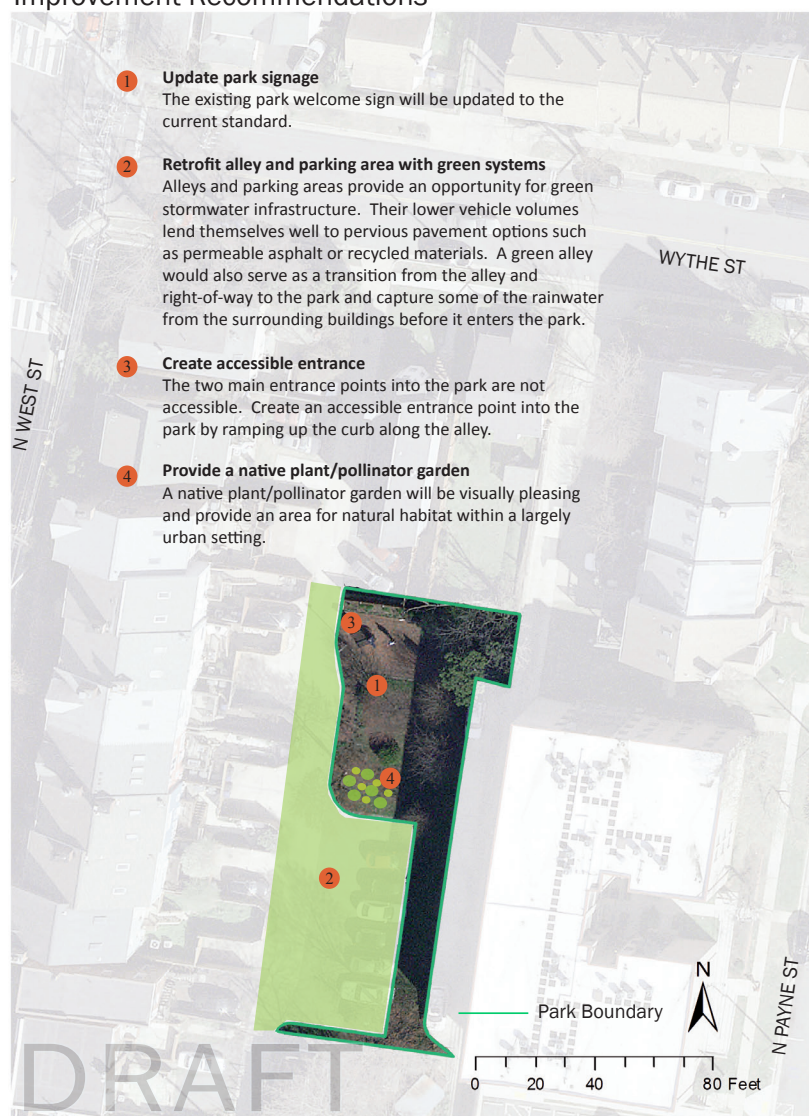 Improvement Recommendations
1
Update park signage
The existing park welcome sign will be updated to the
current standard.
2
Retrofit alley and parking area with green systems
Alleys and parking areas provide an opportunity for green
stormwater infrastructure. Their lower vehicle volumes
lend themselves well to pervious pavement options such
as permeable asphalt or recycled materials. A green alley
would also serve as a transition from the alley and
right-of-way to the park and capture some of the rainwater
from the surrounding buildings before it enters the park.
3
Create accessible entrance
The two main entrance points into the park are not
accessible. Create an accessible entrance point into the
park by ramping up the curb along the alley.
4
Provide a native plant/pollinator garden
A native plant/pollinator garden will be visually pleasing
and provide an area for natural habitat within a largely
urban setting.
WYTHE ST
N WEST ST
3
1
4
2
N
Park Boundary
N PAYNE ST
0 20 40 80 Feet
DRAFT